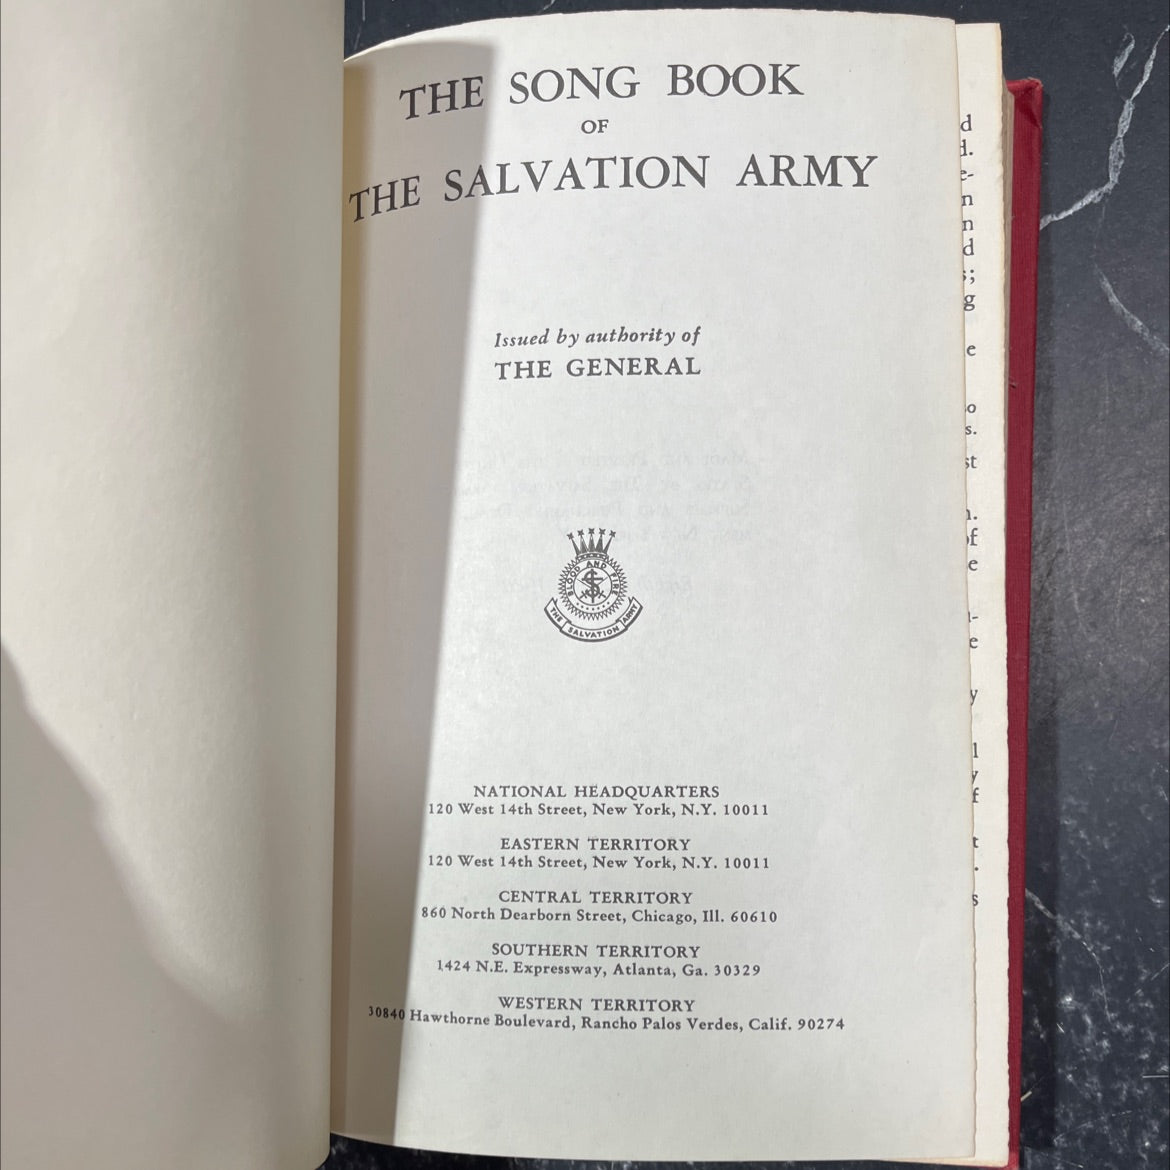 THE SONG BOOK
OF
THE SALVATION ARMY
Issued by authority of
THE GENERAL
BLOOD AND FIRE
S
THE SALVATION ARMY
NATIONAL HEADQUARTERS
120 West 14th Street, New York, N.Y. 10011
EASTERN TERRITORY
120 West 14th Street, New York, N.Y. 10011
CENTRAL TERRITORY
860 North Dearborn Street, Chicago, Ill. 60610
SOUTHERN TERRITORY
1424 N.E. Expressway, Atlanta, Ga. 30329
WESTERN TERRITORY
30840 Hawthorne Boulevard, Rancho Palos Verdes, Calif. 90274